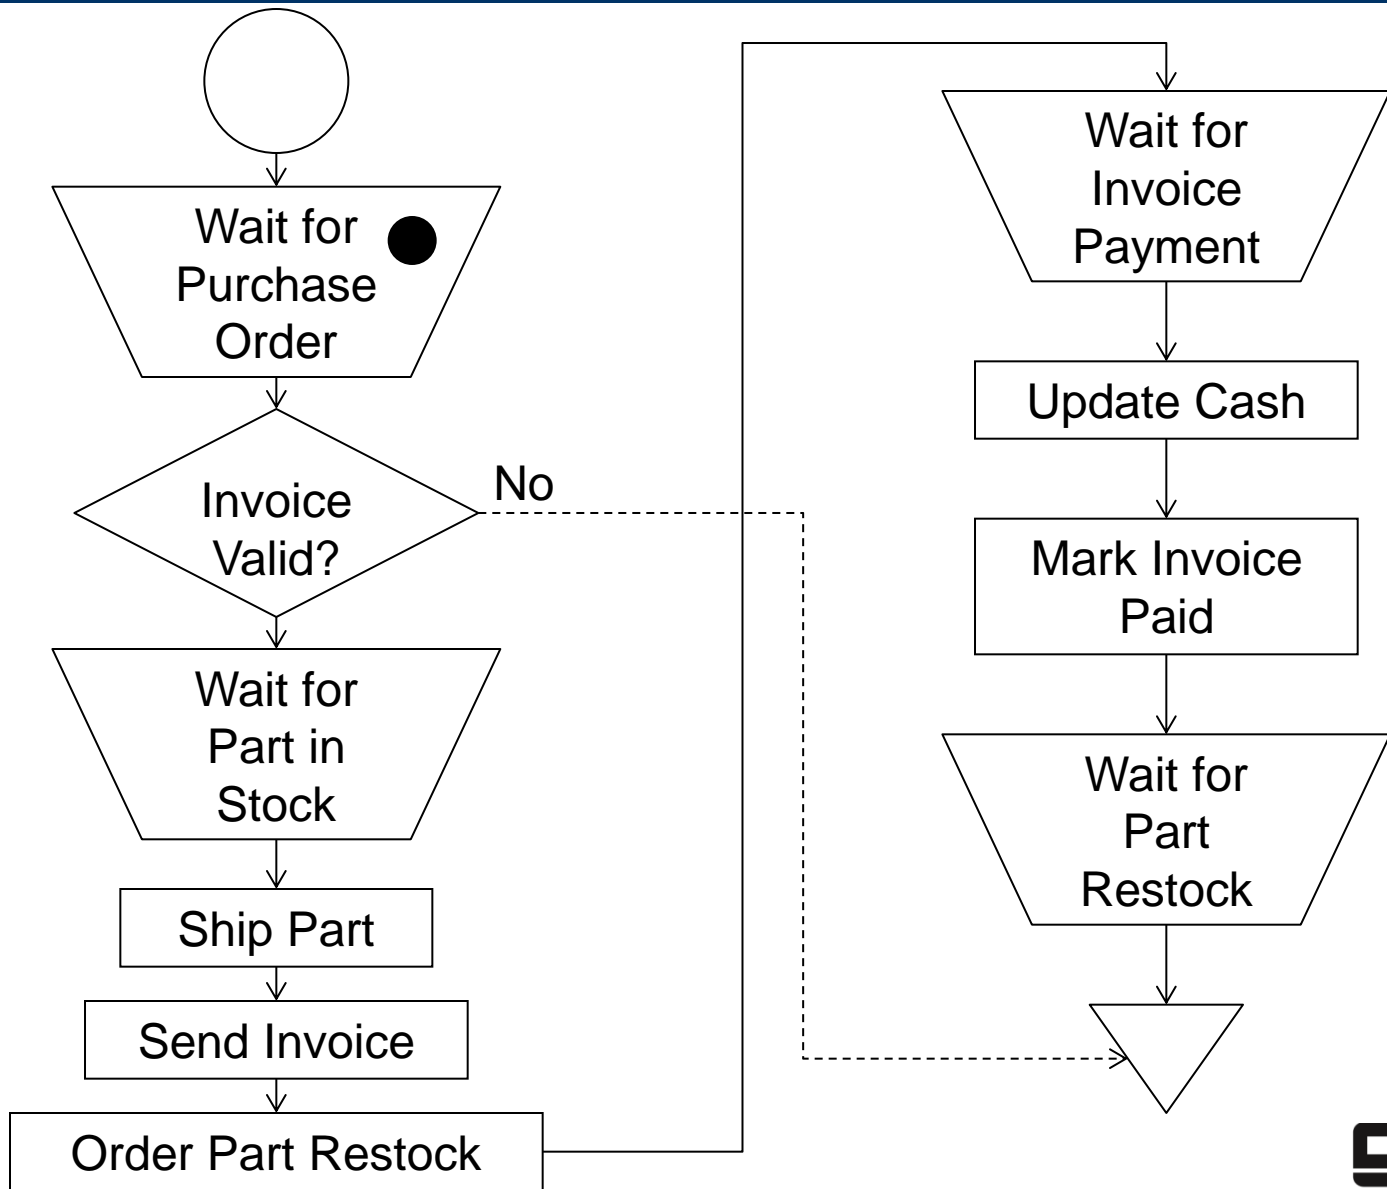 Wait for
Purchase
Order
Invoice
Valid?
No
Wait for
Part in
Stock
Ship Part
Send Invoice
Order Part Restock
Wait for
Invoice
Payment
Update Cash
Mark Invoice
Paid
Wait for
Part
Restock